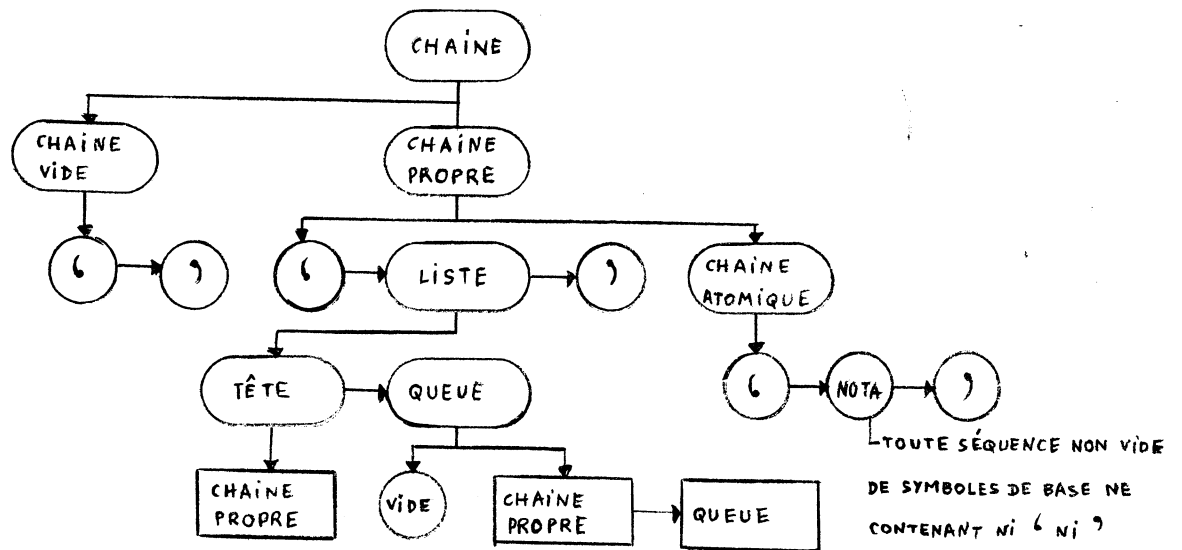 CHAINE
CHAINE
VIDE
CHAINE
PROPRE
‘ ’
‘ LISTE ’
CHAINE
ATOMIQUE
TÊTE QUEUE
‘ NOTA ’
TOUTE SÉQUENCE NON VIDE
DE SYMBOLES DE BASE NE
CONTENANT NI ‘ NI ’
CHAINE
PROPRE
VIDE
CHAINE
PROPRE
QUEUE